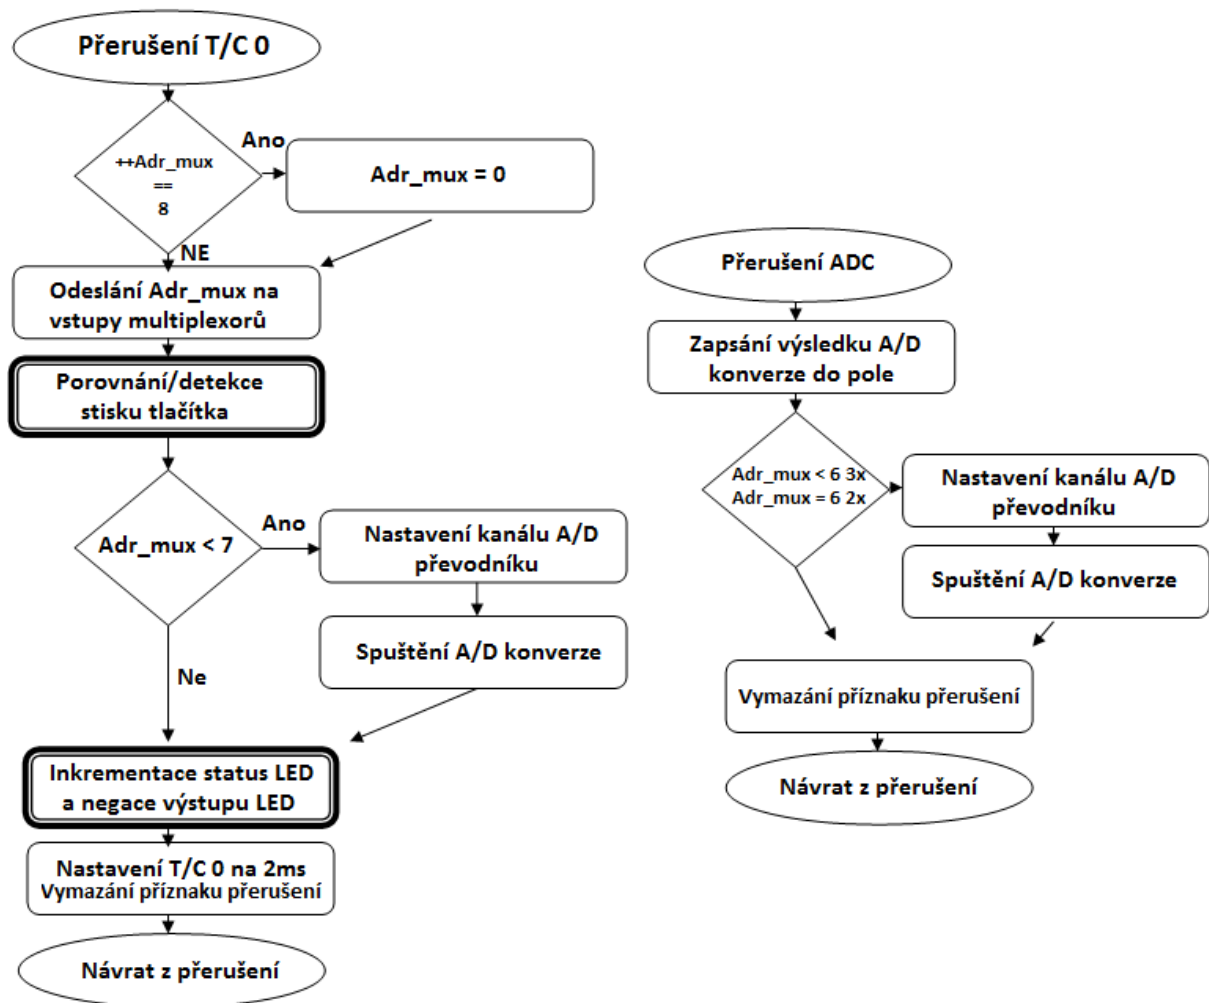 Přerušení T/C 0
++Adr_mux
==
8
Ano
Adr_mux = 0
NE
Odeslání Adr_mux na
vstupy multiplexorů
Porovnání/detekce
stisku tlačítka
Adr_mux < 7
Ano
Nastavení kanálu A/D
převodníku
Spuštění A/D konverze
Ne
Inkrementace status LED
a negace výstupu LED
Nastavení T/C 0 na 2ms
Vymazání příznaku přerušení
Návrat z přerušení
Přerušení ADC
Zapsání výsledku A/D
konverze do pole
Adr_mux < 6 3x
Adr_mux = 6 2x
Nastavení kanálu A/D
převodníku
Spuštění A/D konverze
Vymazání příznaku přerušení
Návrat z přerušení